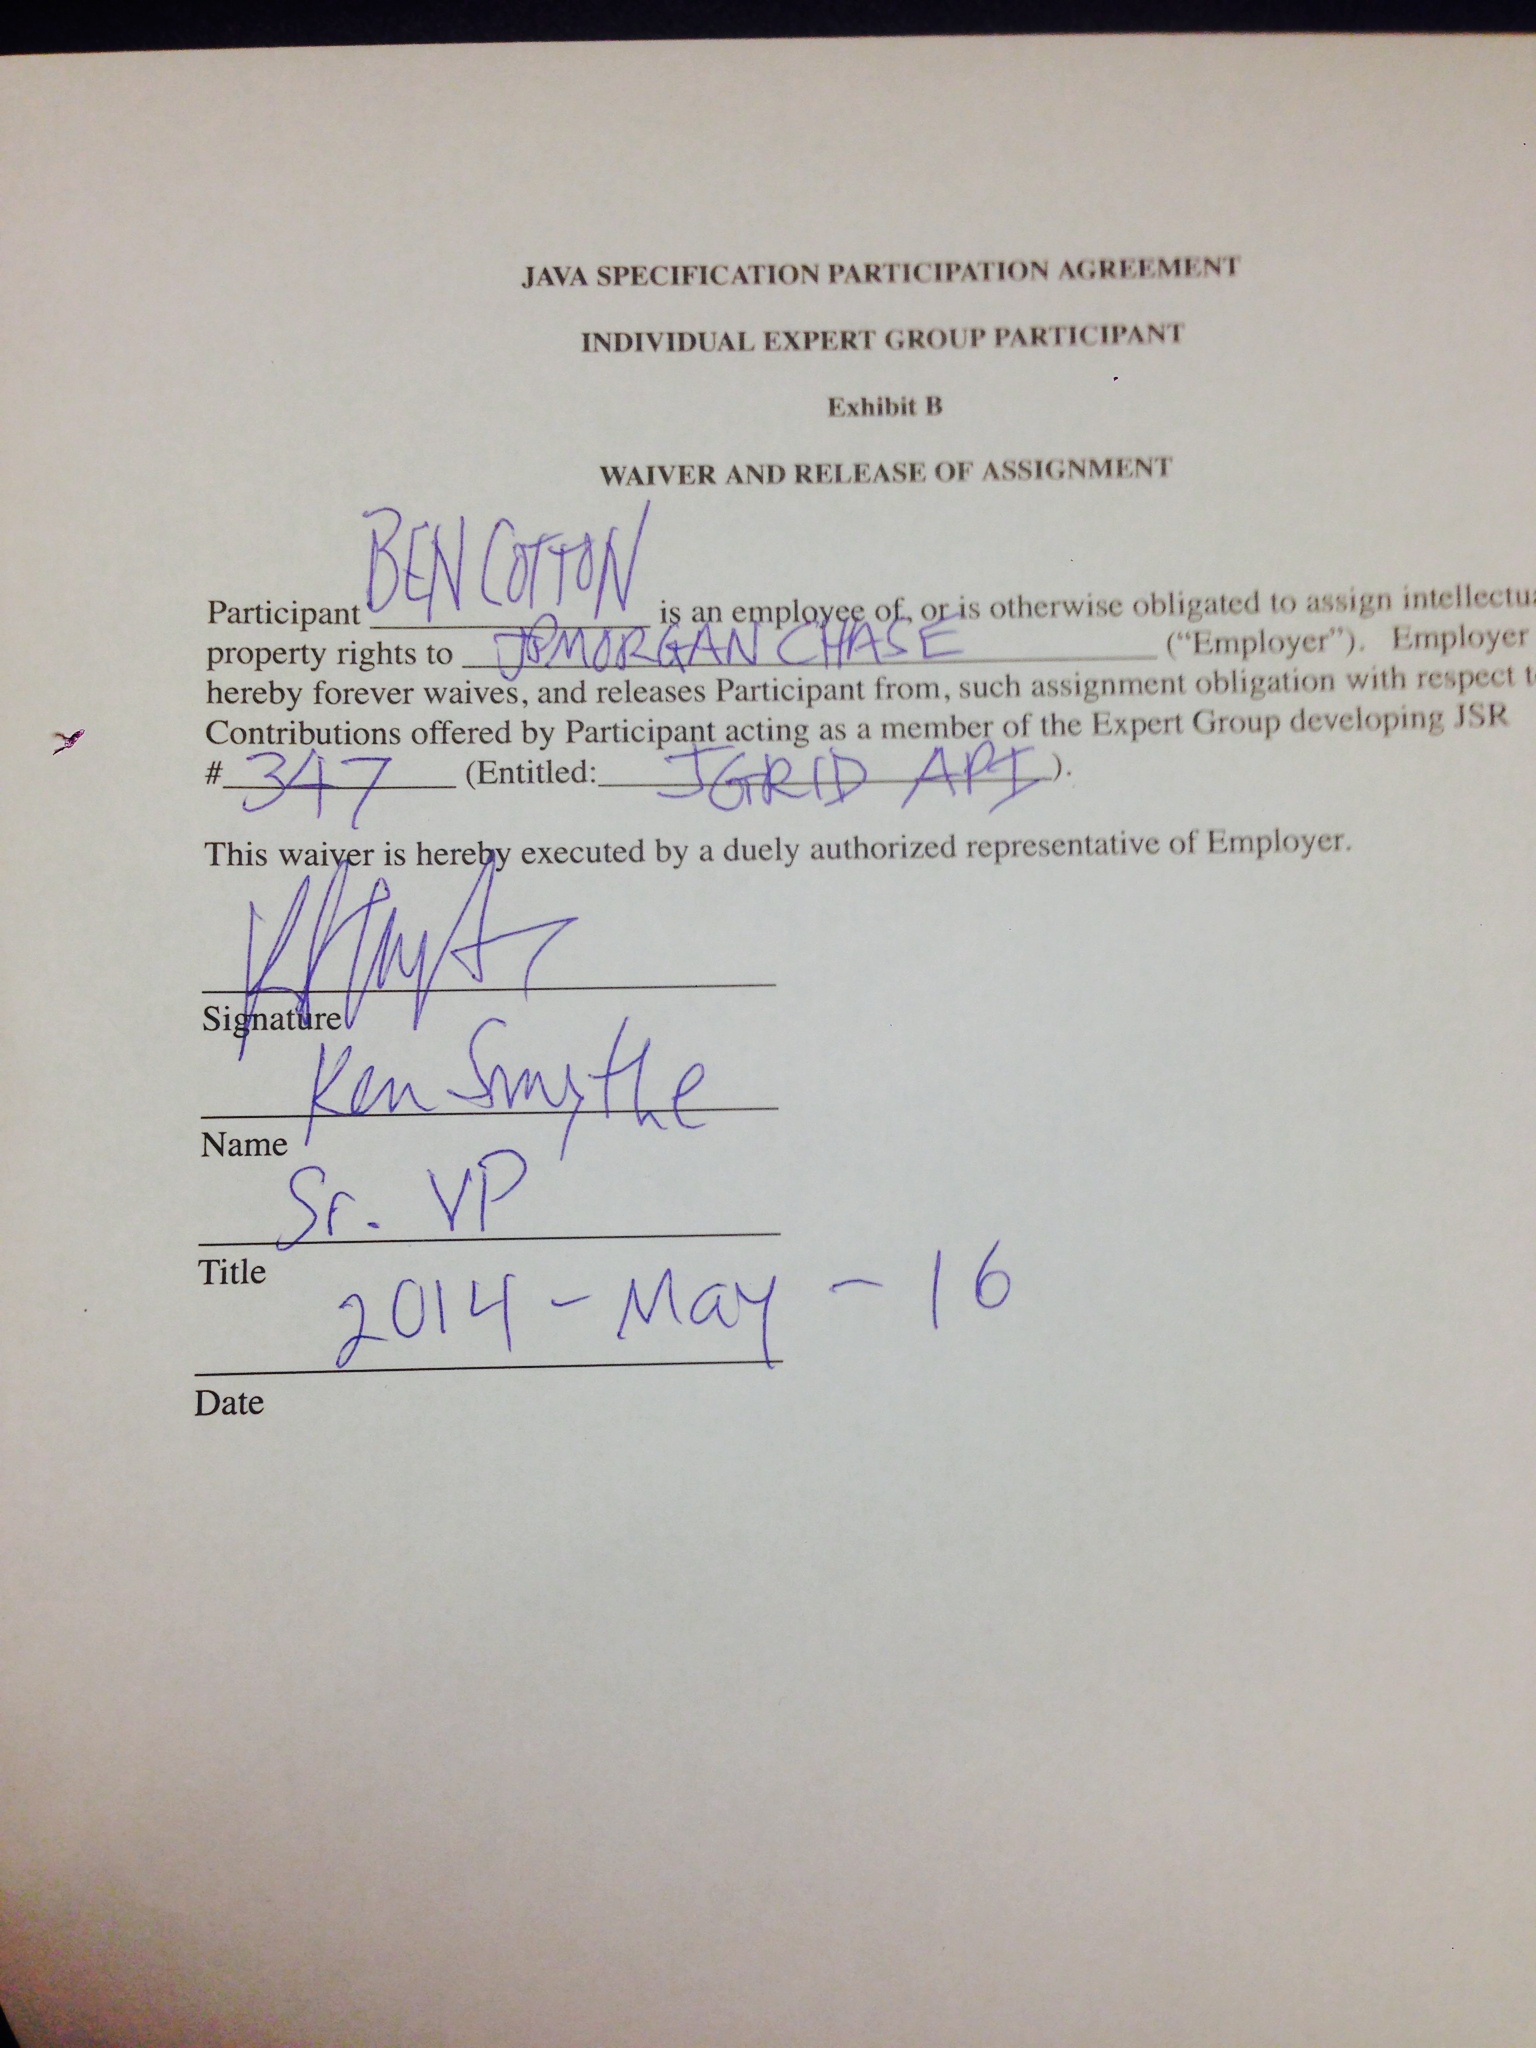 JAVA SPECIFICATION PARTICIPATION AGREEMENT
INDIVIDUAL EXPERT GROUP PARTICIPANT
Exhibit B
WAIVER AND RELEASE OF ASSIGNMENT
Participant BEN COTTON is an employee of, or is otherwise obligated to assign intellectua
property rights to JPMORGAN CHASE ("Employer"). Employer
hereby forever waives, and releases Participant from, such assignment obligation with respect t
Contributions offered by Participant acting as a member of the Expert Group developing JSR
# 347 (Entitled: JGRID API ).
This waiver is hereby executed by a duely authorized representative of Employer.
Signature
Ken Smythe
Name
Sr. VP
Title
2014 - May - 16
Date